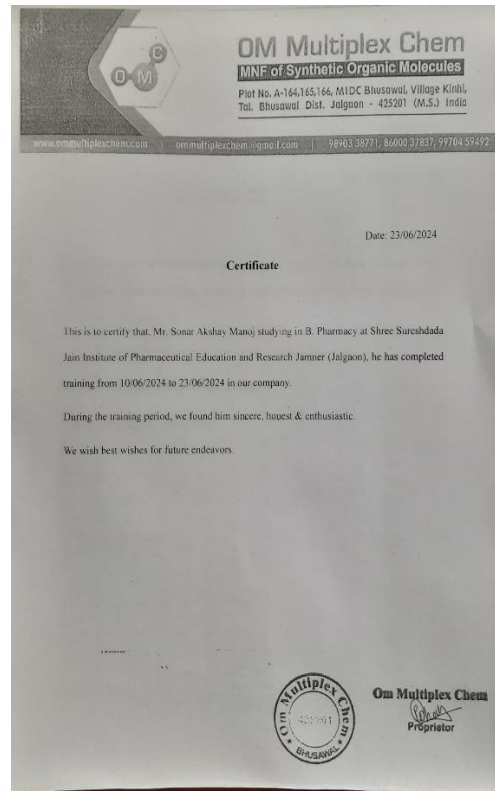 O M C
OM Multiplex Chem
MNF of Synthetic Organic Molecules
Plot No. A-164,165,166, MIDC Bhusawal, Village Kinhi,
Tal. Bhusawal Dist. Jalgaon - 425201 (M.S.) India
www.ommultiplexchem.com | ommultiplexchem@gmail.com | 98903 38771, 86000 37837, 99704 59492
Date: 23/06/2024
Certificate
This is to certify that, Mr. Sonar Akshay Manoj studying in B. Pharmacy at Shree Sureshdada
Jain Institute of Pharmaceutical Education and Research Jamner (Jalgaon), he has completed
training from 10/06/2024 to 23/06/2024 in our company.
During the training period, we found him sincere, honest & enthusiastic.
We wish best wishes for future endeavors.
Om Multiplex Chem
425201
BHUSAWAL
Om Multiplex Chem
Proprietor